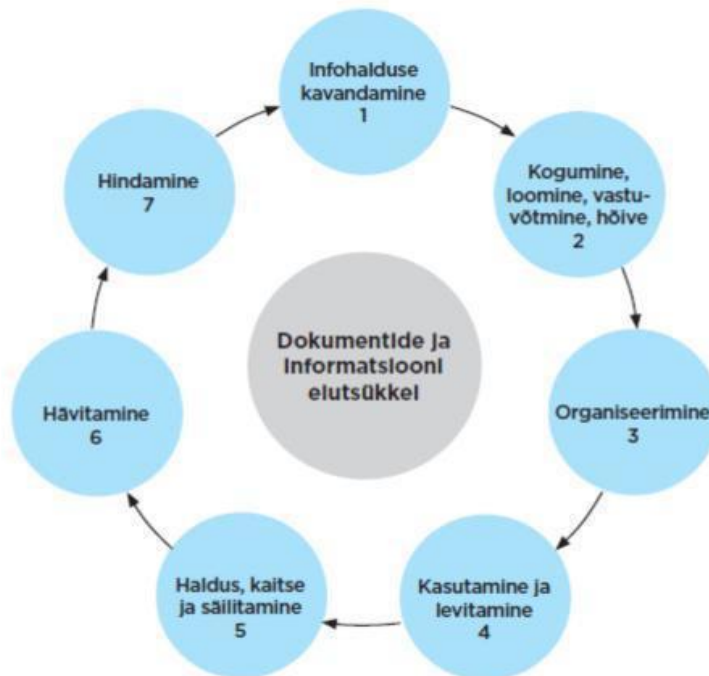 Infohalduse
kavandamine
1
Kogumine,
loomine, vastu-
võtmine, hõive
2
Organiseerimine
3
Kasutamine ja
levitamine
4
Haldus, kaitse
ja säilitamine
5
Hävitamine
6
Hindamine
7
Dokumentide ja
informatsiooni
elutsükkel